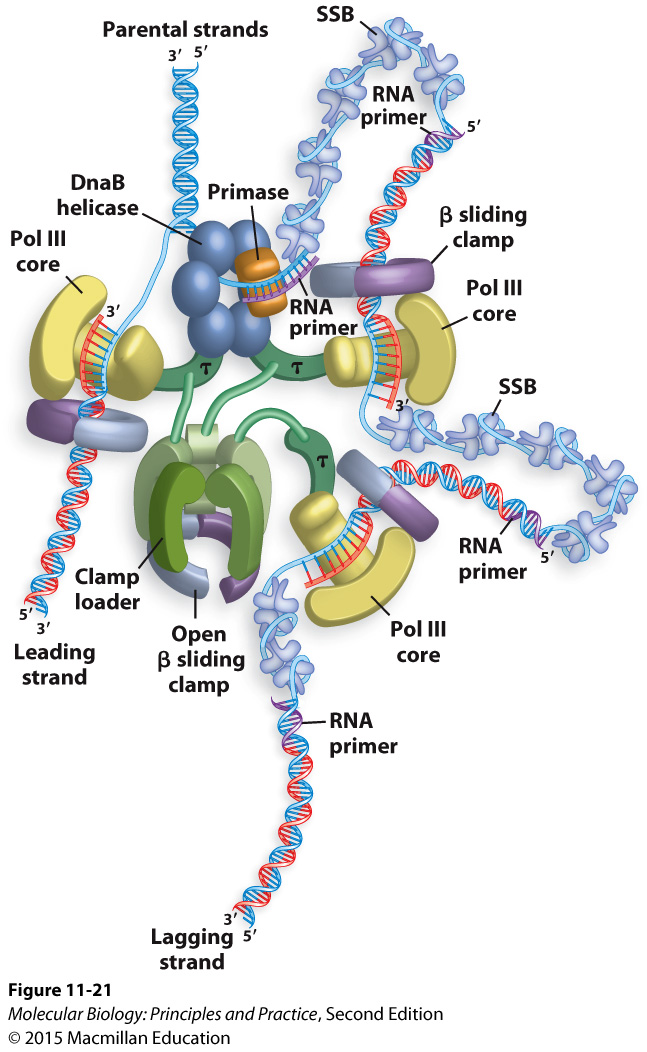 Parental strands
3′ 5′
SSB
RNA
primer
5′
DnaB
helicase
Primase
β sliding
clamp
Pol III
core
3′
RNA
primer
Pol III
core
τ
τ
3′
SSB
τ
RNA
primer
5′
Clamp
loader
5′
3′
Leading
strand
Open
β sliding
clamp
Pol III
core
RNA
primer
3′
5′
Lagging
strand
Figure 11-21
Molecular Biology: Principles and Practice, Second Edition
© 2015 Macmillan Education